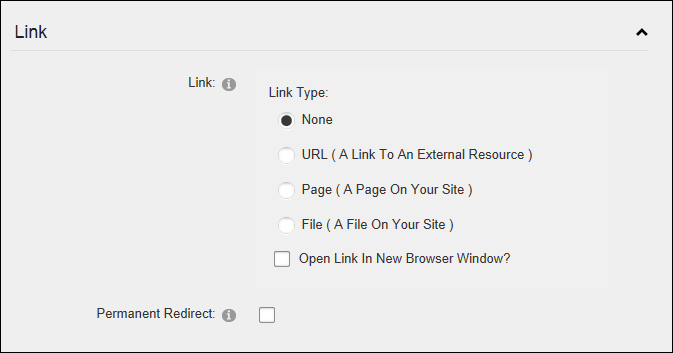 Link
Link:
Link Type:
None
URL ( A Link To An External Resource )
Page ( A Page On Your Site )
File ( A File On Your Site )
Open Link In New Browser Window?
Permanent Redirect: